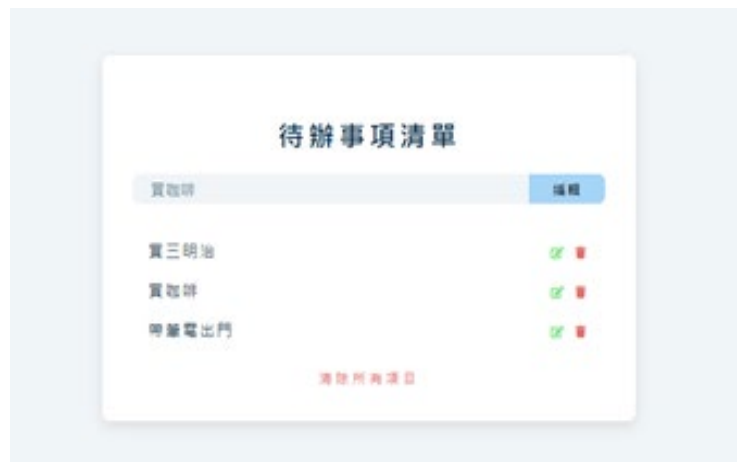 待辦事項清單
買咖啡
編輯
買三明治
買咖啡
帶筆電出門
清除所有項目